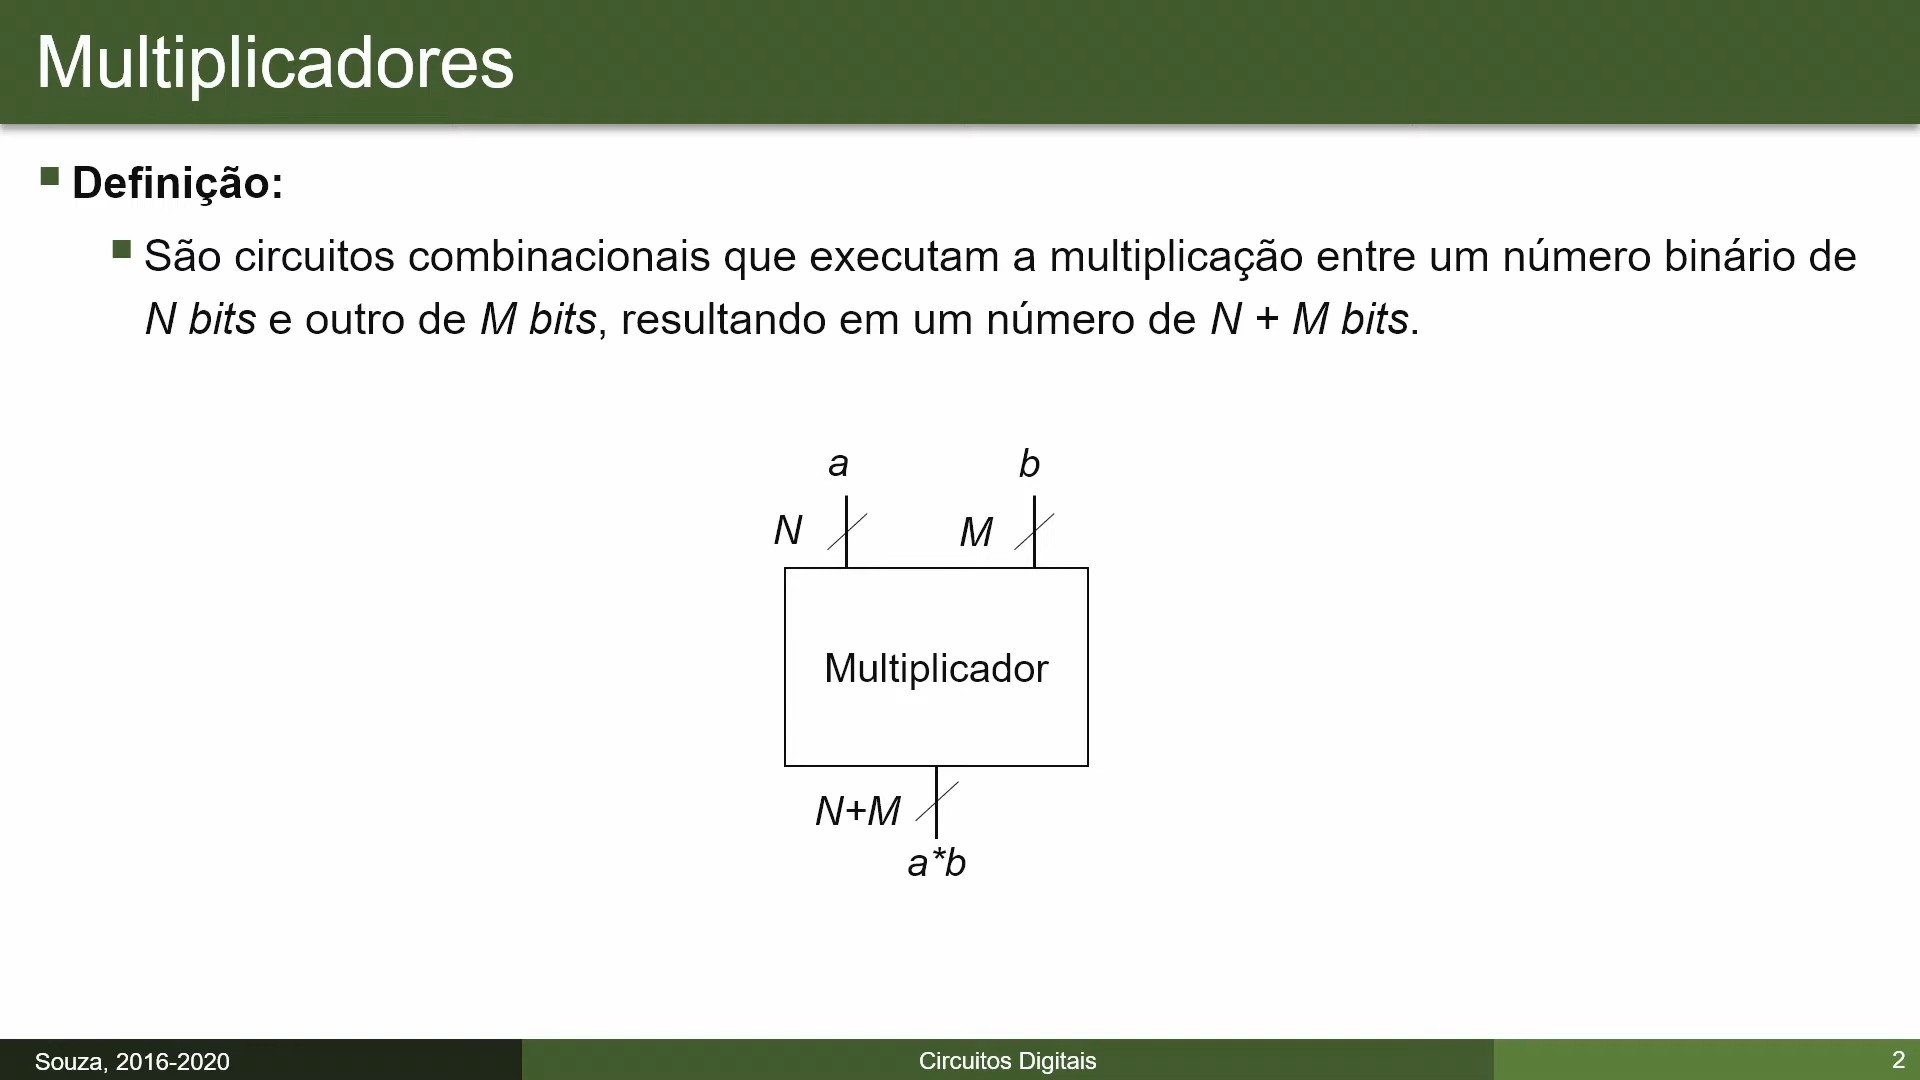 Multiplicadores
Definição:
São circuitos combinacionais que executam a multiplicação entre um número binário de
N bits e outro de M bits, resultando em um número de N + M bits.
a b
N M
Multiplicador
N+M
a*b
Souza, 2016-2020 Circuitos Digitais 2